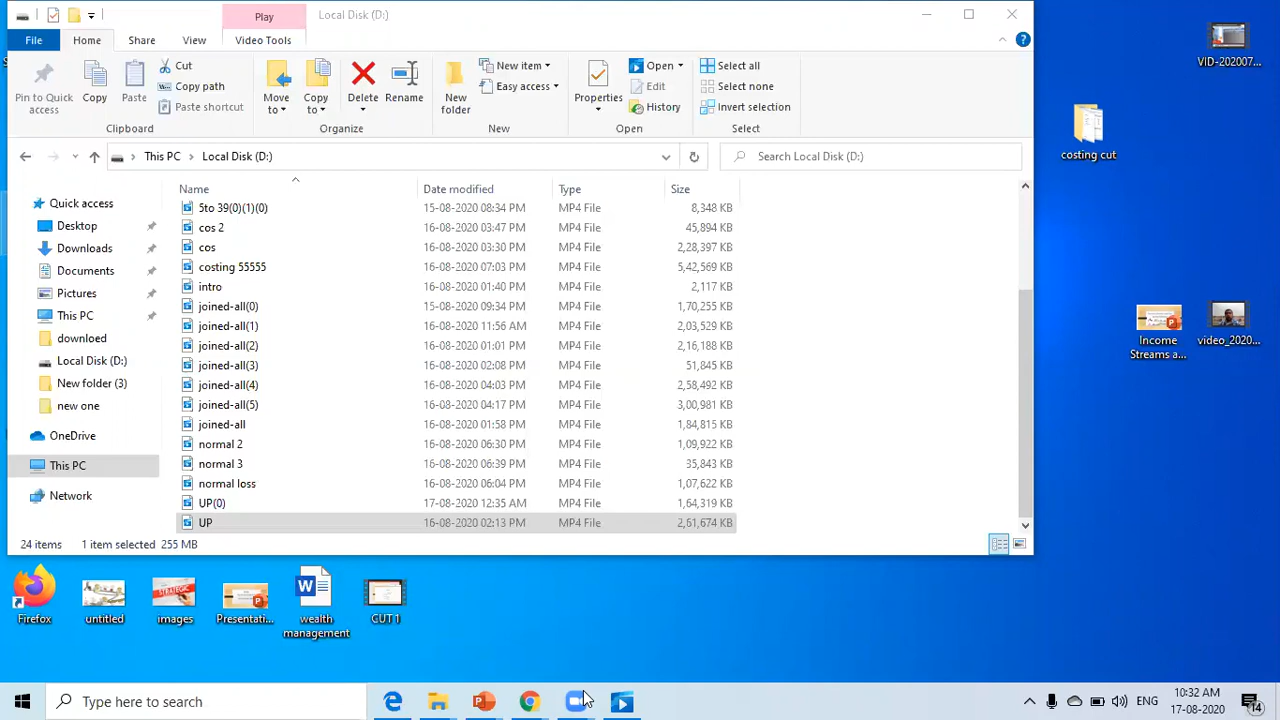 Play Local Disk (D:)
File Home Share View Video Tools
Pin to Quick access
Copy
Paste
Cut
Copy path
Paste shortcut
Move to
Copy to
Delete
Rename
New folder
New item
Easy access
Properties
Open
Edit
History
Select all
Select none
Invert selection
Clipboard Organize New Open Select
This PC Local Disk (D:) Search Local Disk (D:)
Name Date modified Type Size
5to 39(0)(1)(0) 15-08-2020 08:34 PM MP4 File 8,348 KB
cos 2 16-08-2020 03:47 PM MP4 File 45,894 KB
cos 16-08-2020 03:30 PM MP4 File 2,28,397 KB
costing 55555 16-08-2020 07:03 PM MP4 File 5,42,569 KB
intro 16-08-2020 01:40 PM MP4 File 2,117 KB
joined-all(0) 15-08-2020 09:34 PM MP4 File 1,70,255 KB
joined-all(1) 16-08-2020 11:56 AM MP4 File 2,03,529 KB
joined-all(2) 16-08-2020 01:01 PM MP4 File 2,16,188 KB
joined-all(3) 16-08-2020 02:08 PM MP4 File 51,845 KB
joined-all(4) 16-08-2020 04:03 PM MP4 File 2,58,492 KB
joined-all(5) 16-08-2020 04:17 PM MP4 File 3,00,981 KB
joined-all 16-08-2020 01:58 PM MP4 File 1,84,815 KB
normal 2 16-08-2020 06:30 PM MP4 File 1,09,922 KB
normal 3 16-08-2020 06:39 PM MP4 File 35,843 KB
normal loss 16-08-2020 06:04 PM MP4 File 1,07,622 KB
UP(0) 17-08-2020 12:35 AM MP4 File 1,64,319 KB
UP 16-08-2020 02:13 PM MP4 File 2,61,674 KB
Quick access
Desktop
Downloads
Documents
Pictures
This PC
download
Local Disk (D:)
New folder (3)
new one
OneDrive
This PC
Network
24 items 1 item selected 255 MB
VID-202007...
costing cut
Income Streams a...
video_2020...
Firefox
untitled
images
Presentati...
wealth management
CUT 1
Type here to search
ENG
10:32 AM
17-08-2020
14